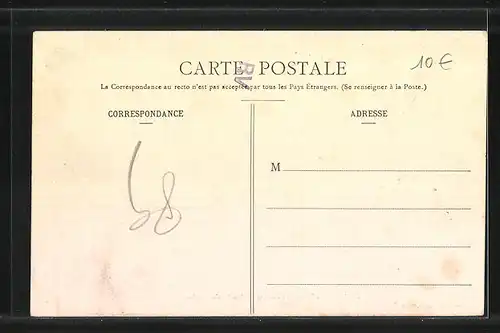 10€
CARTE POSTALE
La Correspondance au recto n'est pas acceptée par tous les Pays Etrangers. (Se renseigner à la Poste.)
CORRESPONDANCE
ADRESSE
M
68